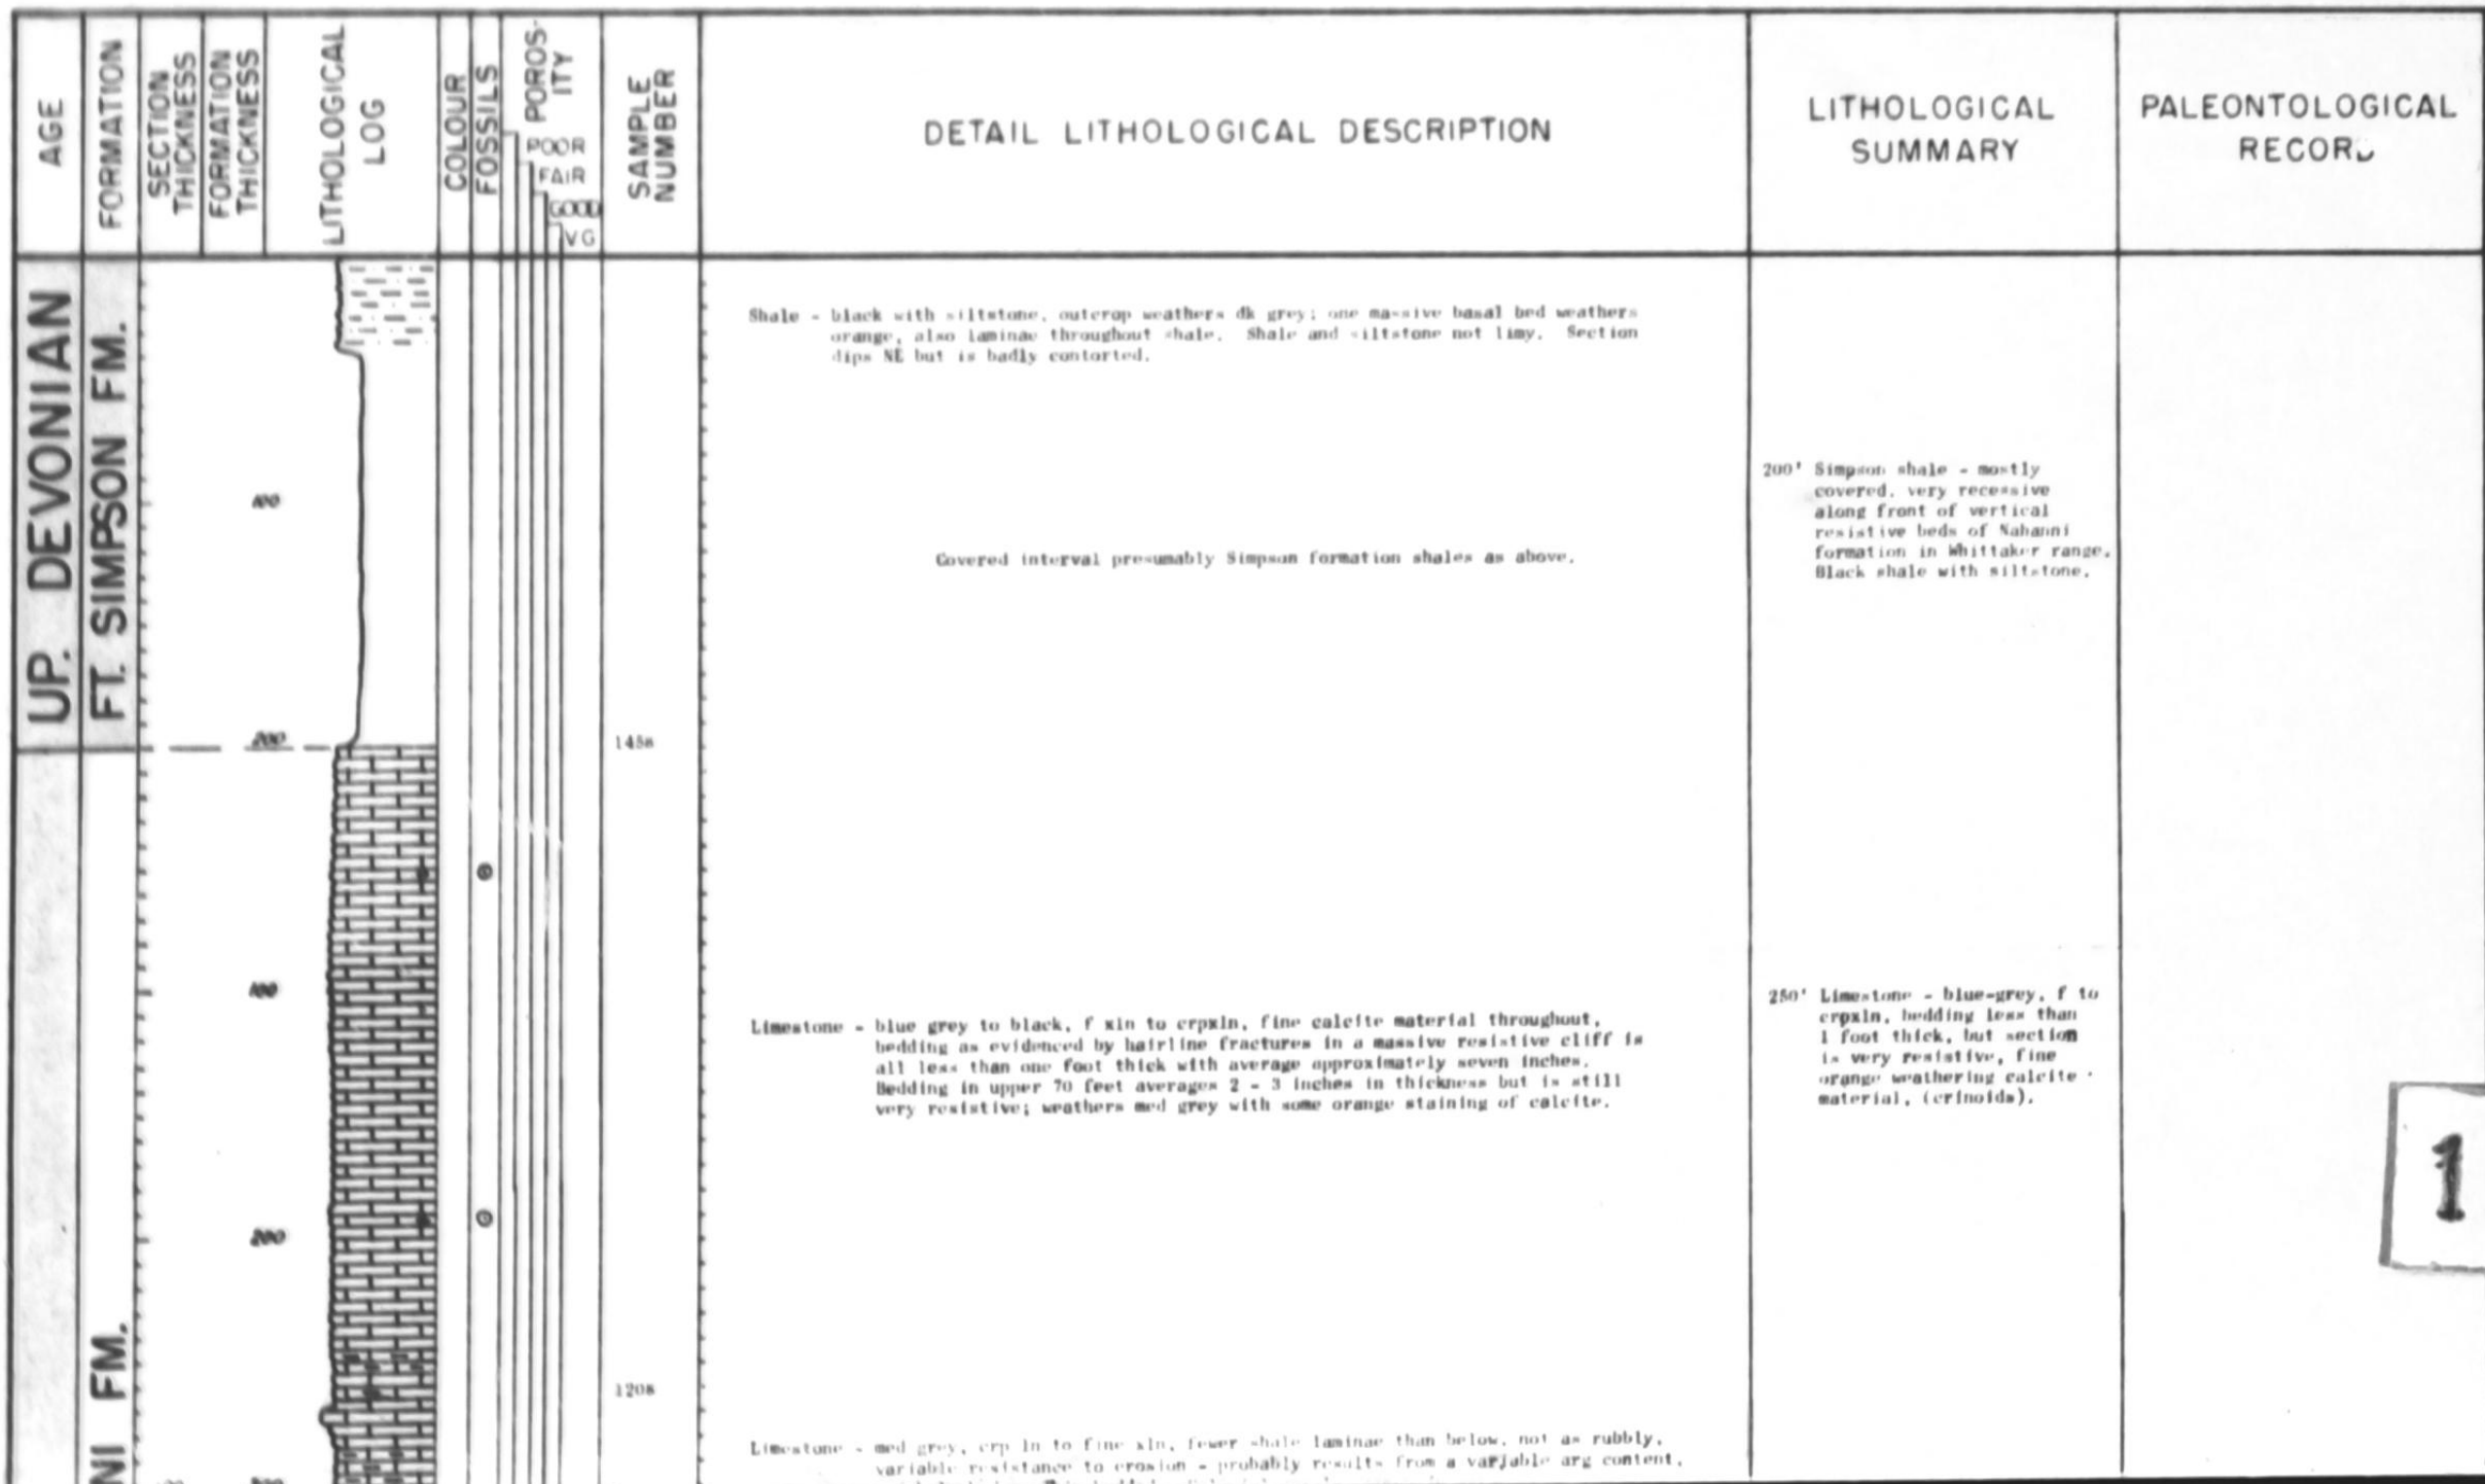 AGE
FORMATION
SECTION
THICKNESS
FORMATION
THICKNESS
LITHOLOGICAL
LOG
COLOUR
FOSSILS
POROS-
ITY
POOR
FAIR
GOOD
VG
SAMPLE
NUMBER
DETAIL LITHOLOGICAL DESCRIPTION
LITHOLOGICAL
SUMMARY
PALEONTOLOGICAL
RECORD
UP. DEVONIAN
FT. SIMPSON FM.
Shale - black with siltstone, outcrop weathers dk grey; one massive basal bed weathers
orange, also laminae throughout shale. Shale and siltstone not limy. Section
dips NE but is badly contorted.
100
200' Simpson shale - mostly
covered, very recessive
along front of vertical
resistive beds of Nahanni
formation in Whittaker range.
Black shale with siltstone.
Covered interval presumably Simpson formation shales as above.
200
1458
100
250' Limestone - blue-grey, f to
crpxln, bedding less than
1 foot thick, but section
is very resistive, fine
orange weathering calcite
material, (crinoids).
Limestone - blue grey to black, f xln to crpxln, fine calcite material throughout,
bedding as evidenced by hairline fractures in a massive resistive cliff is
all less than one foot thick with average approximately seven inches.
Bedding in upper 70 feet averages 2 - 3 inches in thickness but is still
very resistive; weathers med grey with some orange staining of calcite.
1
200
NI FM.
1208
Limestone - med grey, crp ln to fine xln, fewer shale laminae than below, not as rubbly,
variable resistance to erosion - probably results from a variable arg content,